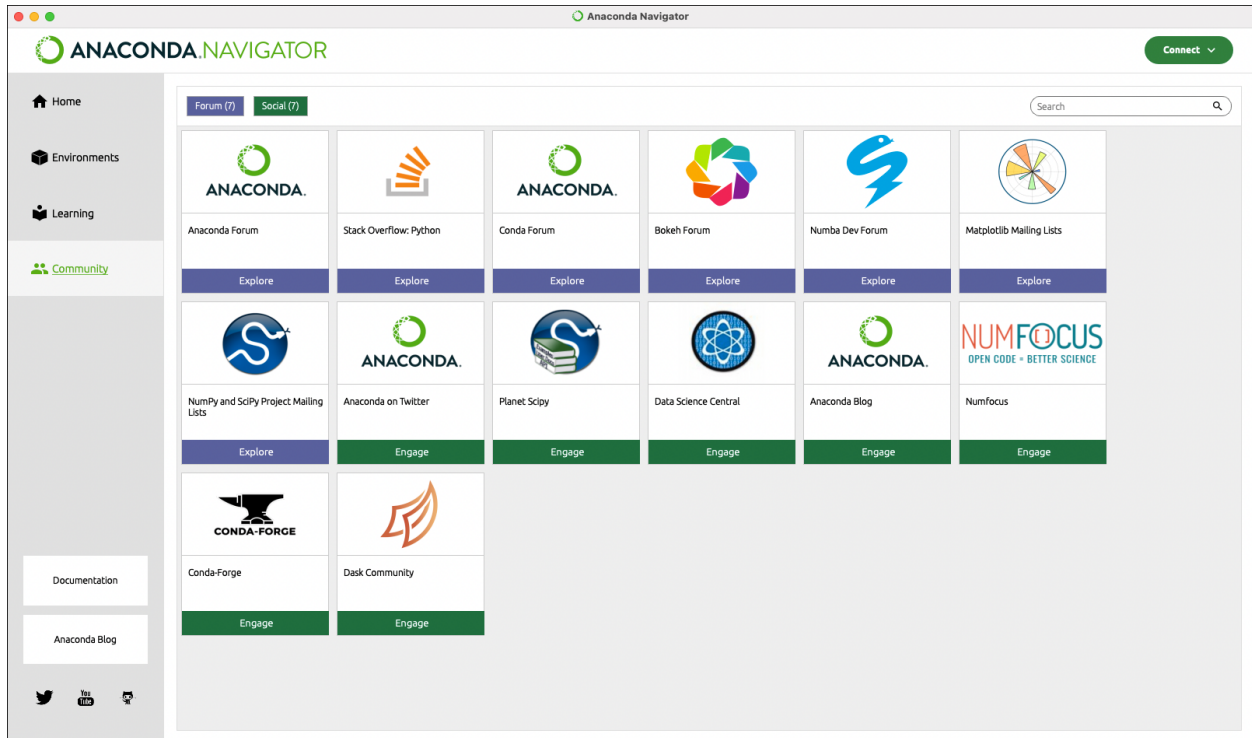 Anaconda Navigator
ANACONDA.NAVIGATOR
Connect
Home
Environments
Learning
Community
Documentation
Anaconda Blog
You
Tube
Forum (7)
Social (7)
Search
ANACONDA.
Anaconda Forum
Explore
Stack Overflow: Python
Explore
ANACONDA.
Conda Forum
Explore
Bokeh Forum
Explore
Numba Dev Forum
Explore
Matplotlib Mailing Lists
Explore
NumPy and SciPy Project Mailing
Lists
Explore
ANACONDA.
Anaconda on Twitter
Engage
Planet Scipy
Engage
Data Science Central
Engage
ANACONDA.
Anaconda Blog
Engage
NUMF[()]CUS
OPEN CODE = BETTER SCIENCE
Numfocus
Engage
CONDA-FORGE
Conda-Forge
Engage
Dask Community
Engage